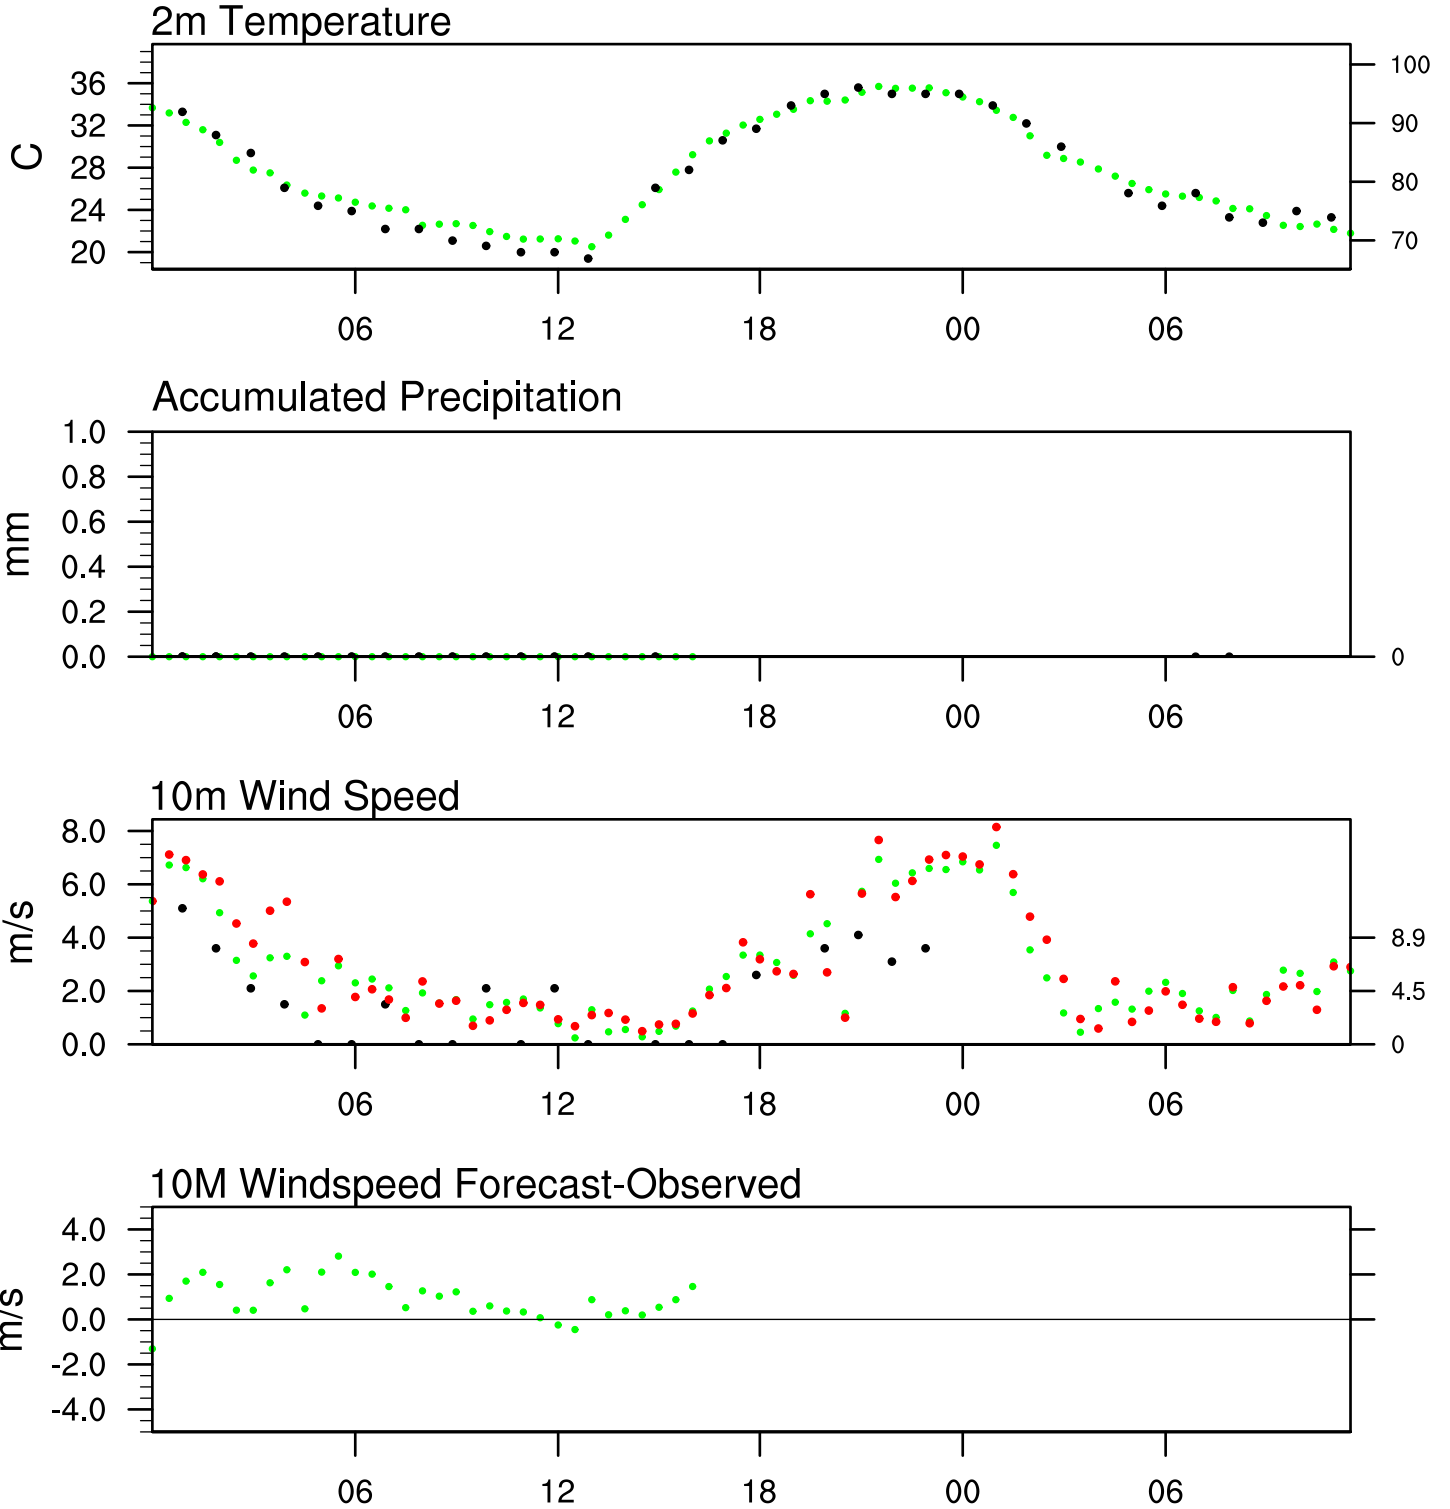 2m Temperature
36
32
28
24
20
C
100
90
80
70
06 12 18 00 06
Accumulated Precipitation
1.0
0.8
0.6
0.4
0.2
0.0
mm
0
06 12 18 00 06
10m Wind Speed
8.0
6.0
4.0
2.0
0.0
m/s
8.9
4.5
0
06 12 18 00 06
10M Windspeed Forecast-Observed
4.0
2.0
0.0
-2.0
-4.0
m/s
06 12 18 00 06